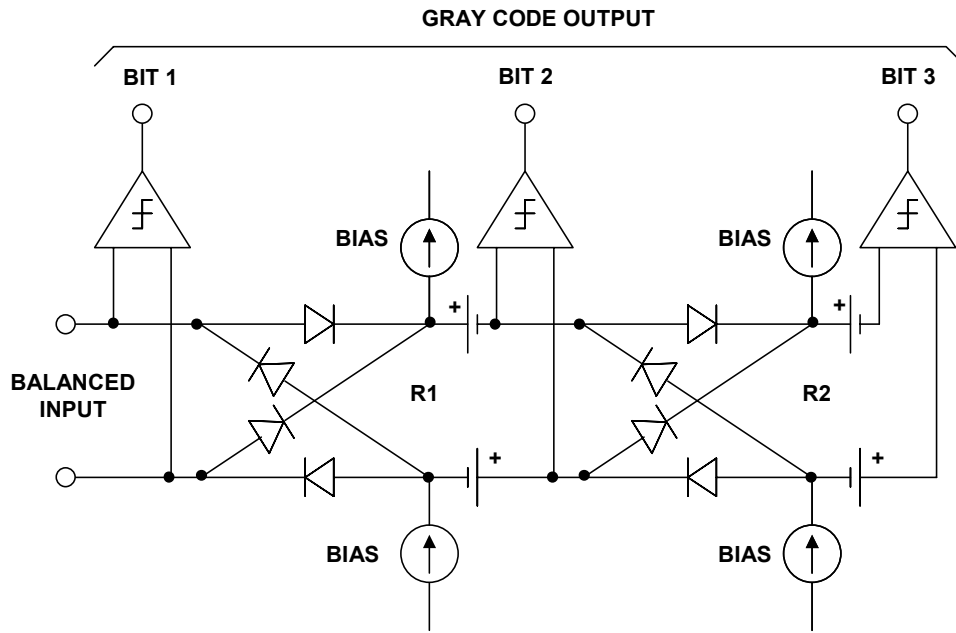 GRAY CODE OUTPUT
BIT 1
BIT 2
BIT 3
BIAS
BIAS
+
+
BALANCED
INPUT
R1
R2
+
+
BIAS
BIAS